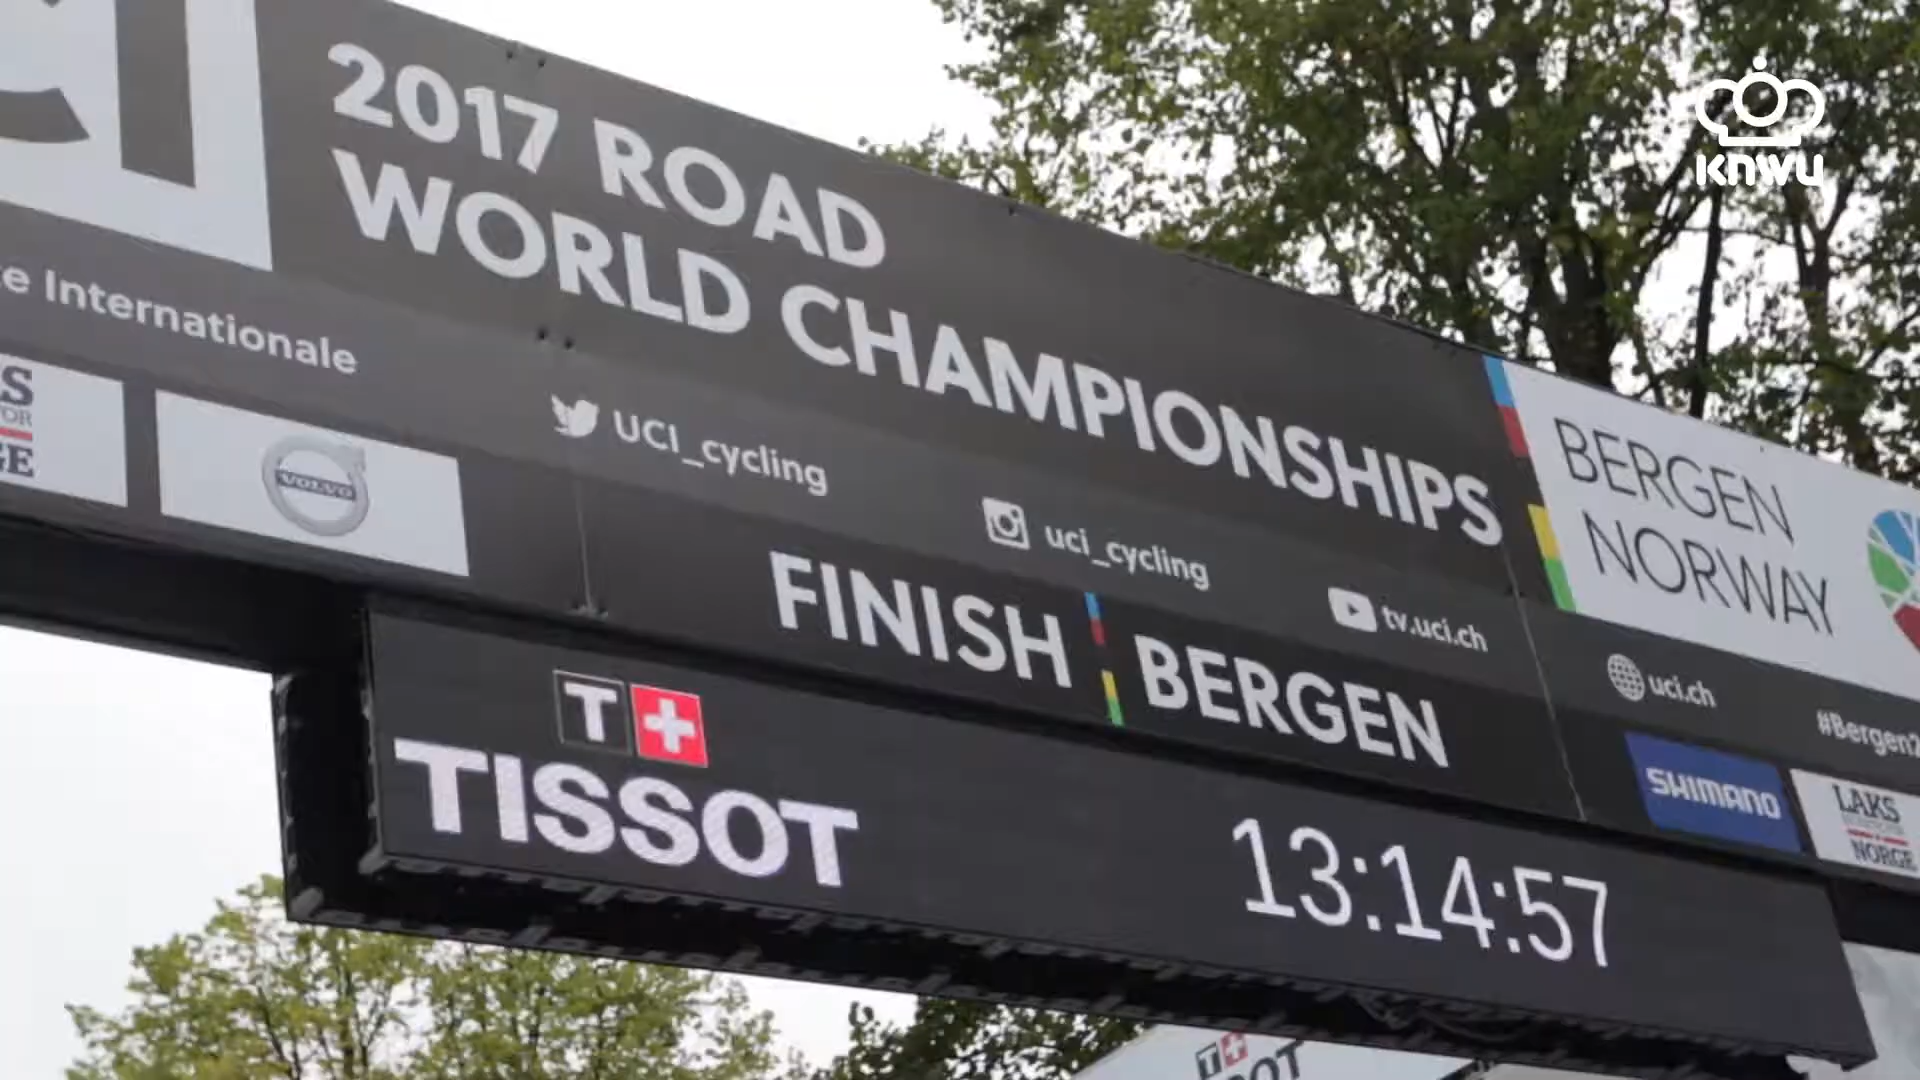 2017 ROAD
WORLD CHAMPIONSHIPS
Internationale
VOLVO
UCI_cycling
uci_cycling
tv.uci.ch
uci.ch
BERGEN
NORWAY
FINISH BERGEN
SHIMANO
LAKS
NORGE
T+
TISSOT
13:14:57
KNWU